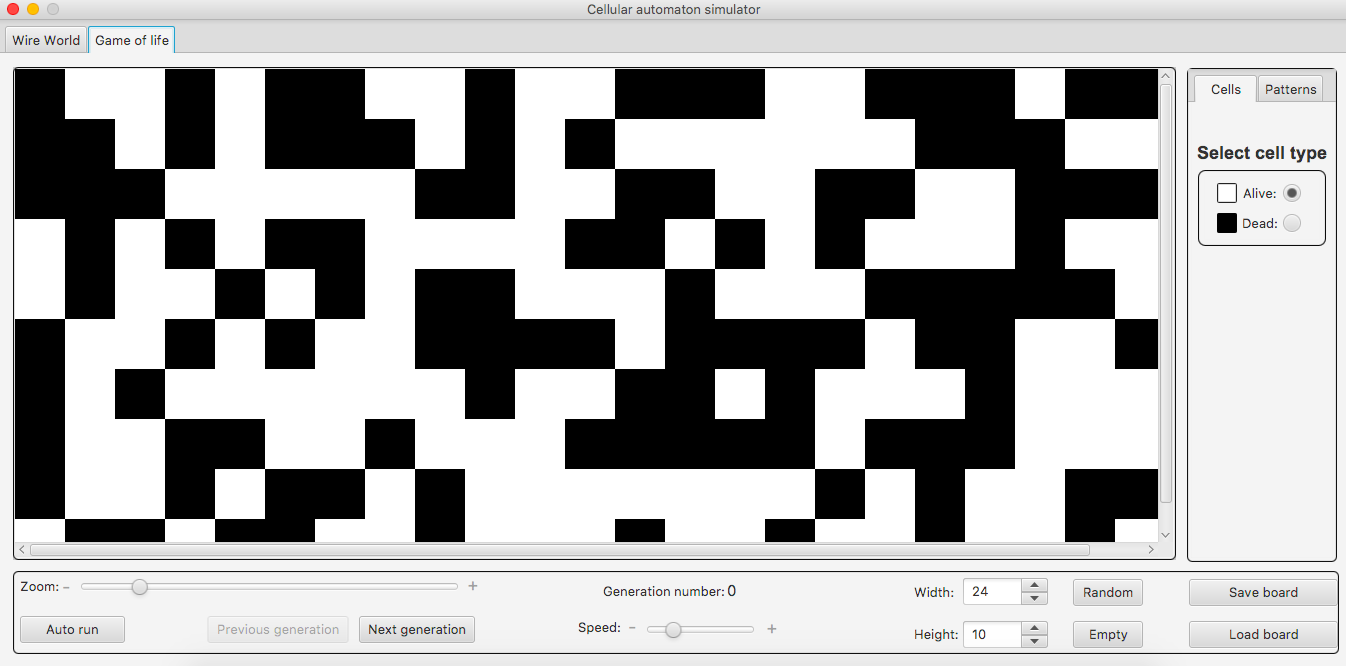 Cellular automaton simulator
Wire World Game of life
Cells Patterns
Select cell type
Alive:
Dead:
Zoom: - +
Generation number: 0
Width: 24
Random
Save board
Auto run
Previous generation
Next generation
Speed: - +
Height: 10
Empty
Load board